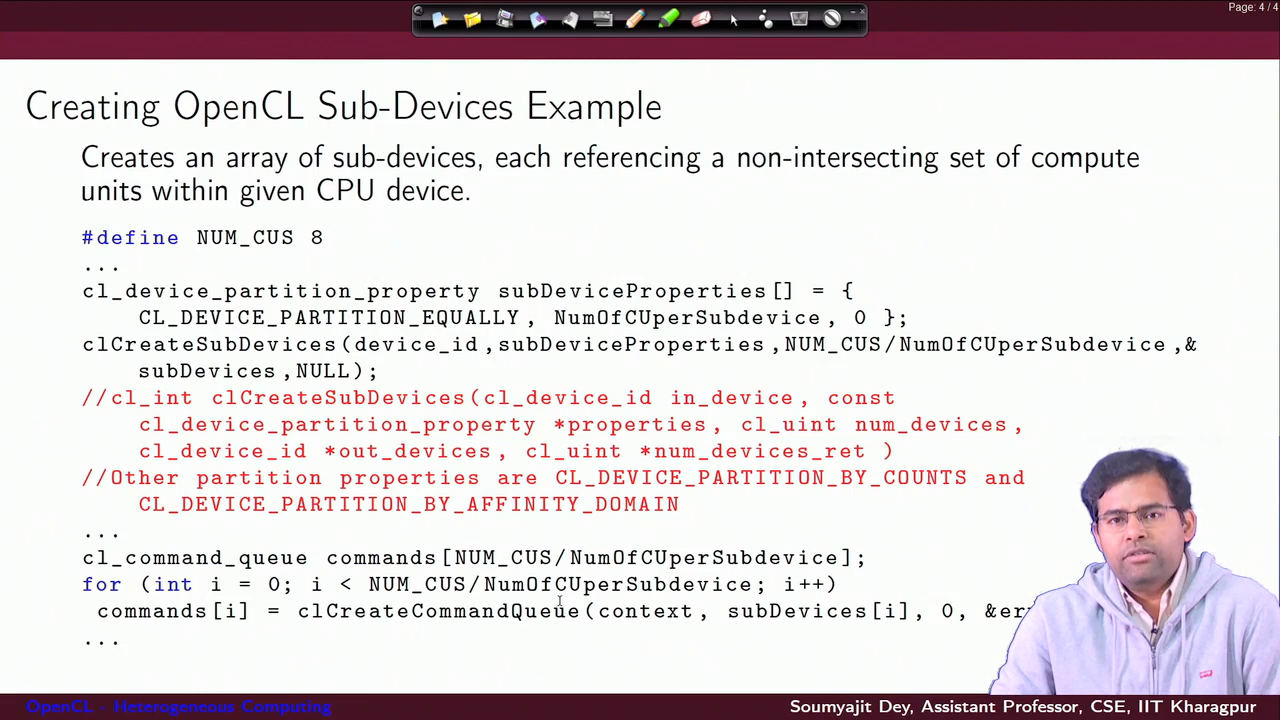 Page: 4 / 4
Creating OpenCL Sub-Devices Example
Creates an array of sub-devices, each referencing a non-intersecting set of compute
units within given CPU device.
#define NUM_CUS 8
...
cl_device_partition_property subDeviceProperties[] = {
CL_DEVICE_PARTITION_EQUALLY, NumOfCUperSubdevice, 0 };
clCreateSubDevices(device_id,subDeviceProperties,NUM_CUS/NumOfCUperSubdevice,&
subDevices,NULL);
//cl_int clCreateSubDevices(cl_device_id in_device, const
cl_device_partition_property *properties, cl_uint num_devices,
cl_device_id *out_devices, cl_uint *num_devices_ret )
//Other partition properties are CL_DEVICE_PARTITION_BY_COUNTS and
CL_DEVICE_PARTITION_BY_AFFINITY_DOMAIN
...
cl_command_queue commands[NUM_CUS/NumOfCUperSubdevice];
for (int i = 0; i < NUM_CUS/NumOfCUperSubdevice; i++)
commands[i] = clCreateCommandQueue(context, subDevices[i], 0, &er
...
OpenCL - Heterogeneous Computing
Soumyajit Dey, Assistant Professor, CSE, IIT Kharagpur